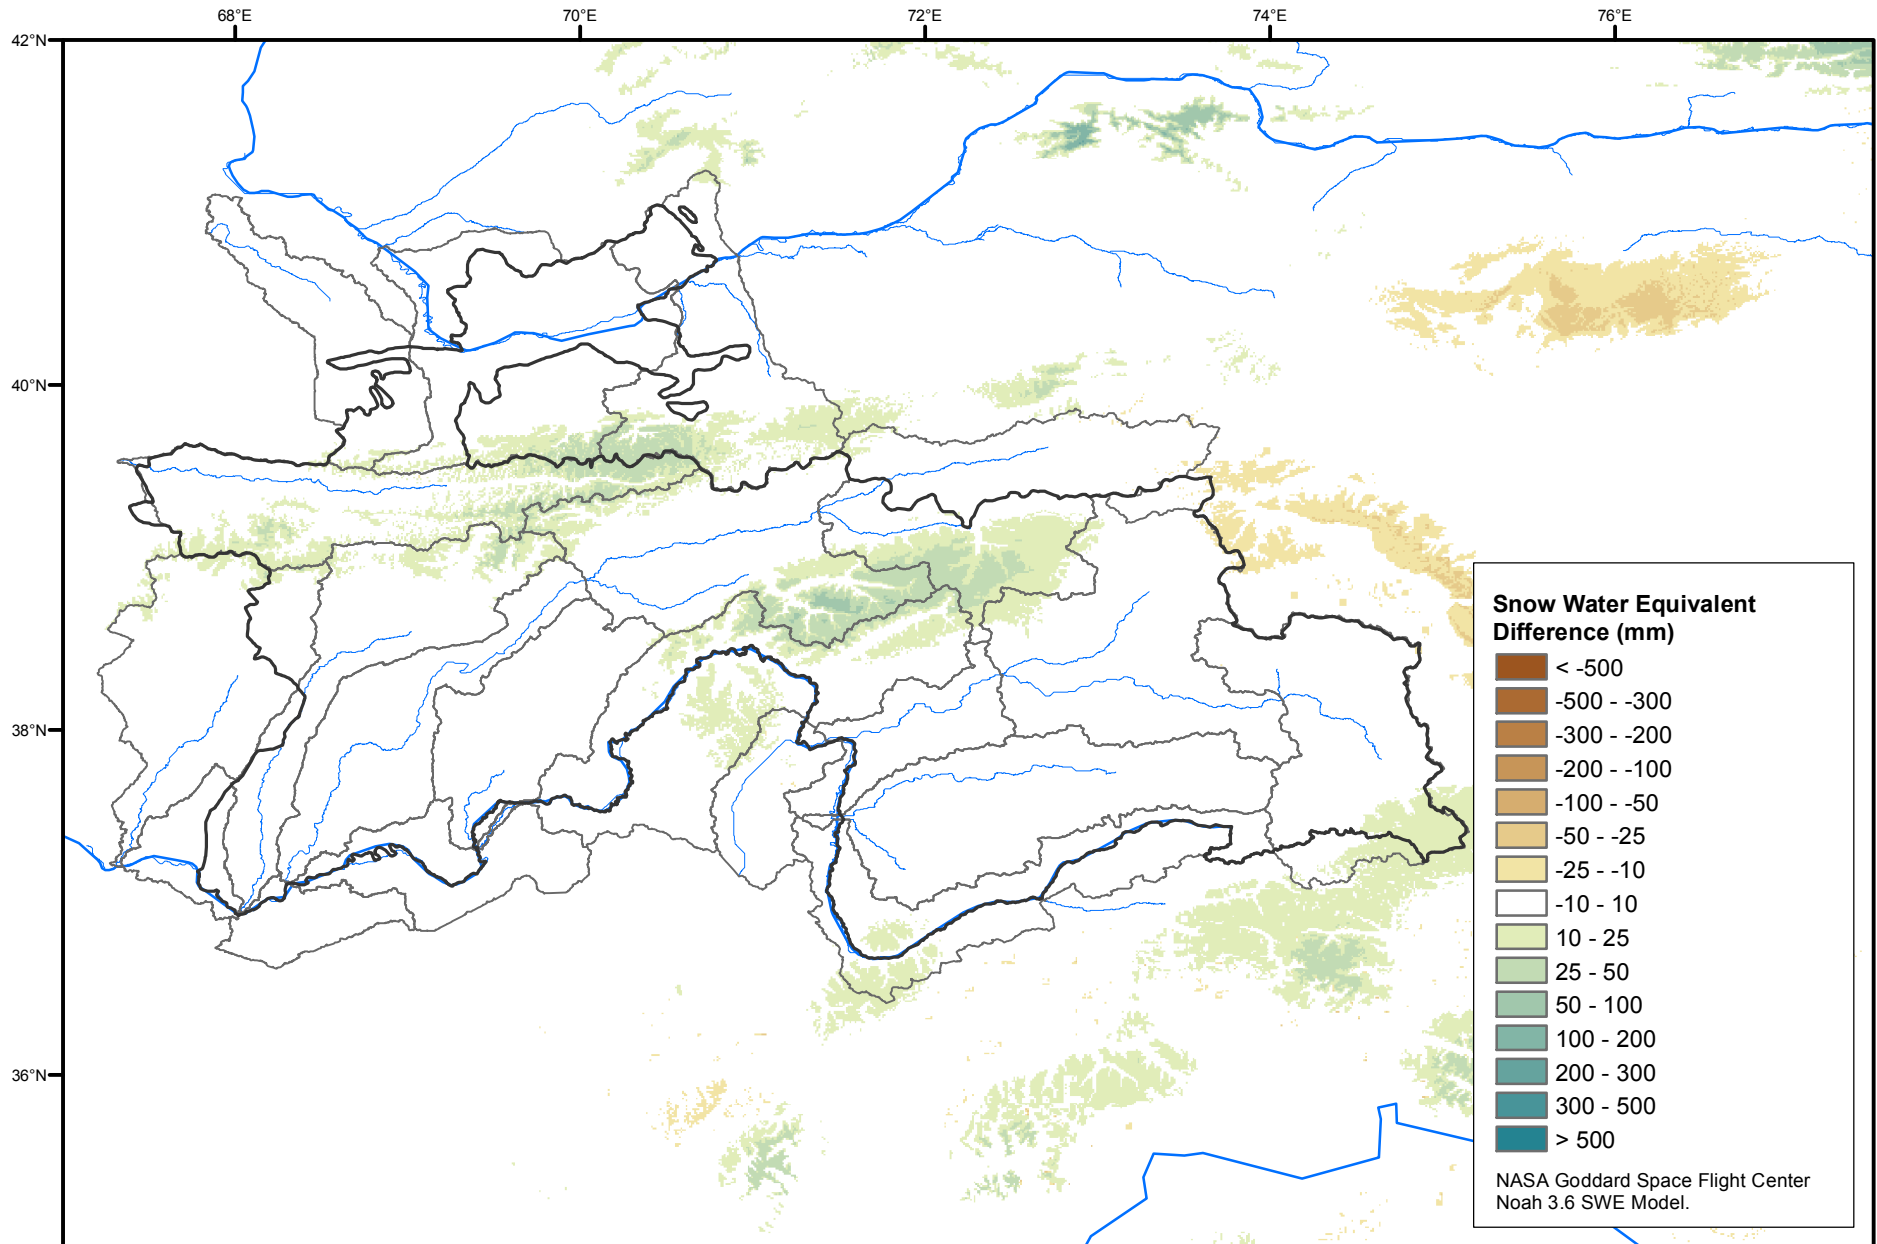 68°E 70°E 72°E 74°E 76°E
42°N
40°N
38°N
36°N
Snow Water Equivalent
Difference (mm)
< -500
-500 - -300
-300 - -200
-200 - -100
-100 - -50
-50 - -25
-25 - -10
-10 - 10
10 - 25
25 - 50
50 - 100
100 - 200
200 - 300
300 - 500
> 500
NASA Goddard Space Flight Center
Noah 3.6 SWE Model.